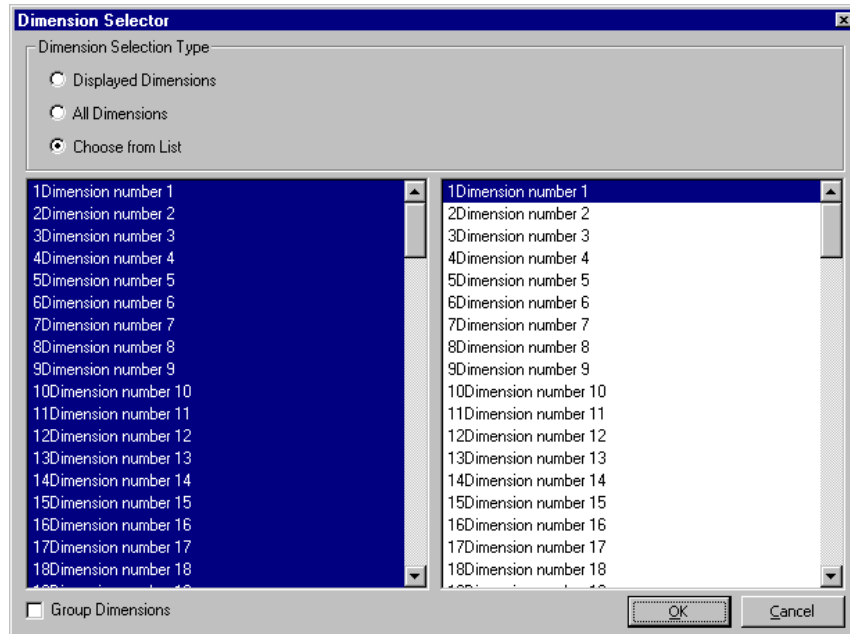 Dimension Selector
Dimension Selection Type
Displayed Dimensions
All Dimensions
Choose from List
1Dimension number 1
2Dimension number 2
3Dimension number 3
4Dimension number 4
5Dimension number 5
6Dimension number 6
7Dimension number 7
8Dimension number 8
9Dimension number 9
10Dimension number 10
11Dimension number 11
12Dimension number 12
13Dimension number 13
14Dimension number 14
15Dimension number 15
16Dimension number 16
17Dimension number 17
18Dimension number 18
1Dimension number 1
2Dimension number 2
3Dimension number 3
4Dimension number 4
5Dimension number 5
6Dimension number 6
7Dimension number 7
8Dimension number 8
9Dimension number 9
10Dimension number 10
11Dimension number 11
12Dimension number 12
13Dimension number 13
14Dimension number 14
15Dimension number 15
16Dimension number 16
17Dimension number 17
18Dimension number 18
Group Dimensions
OK
Cancel